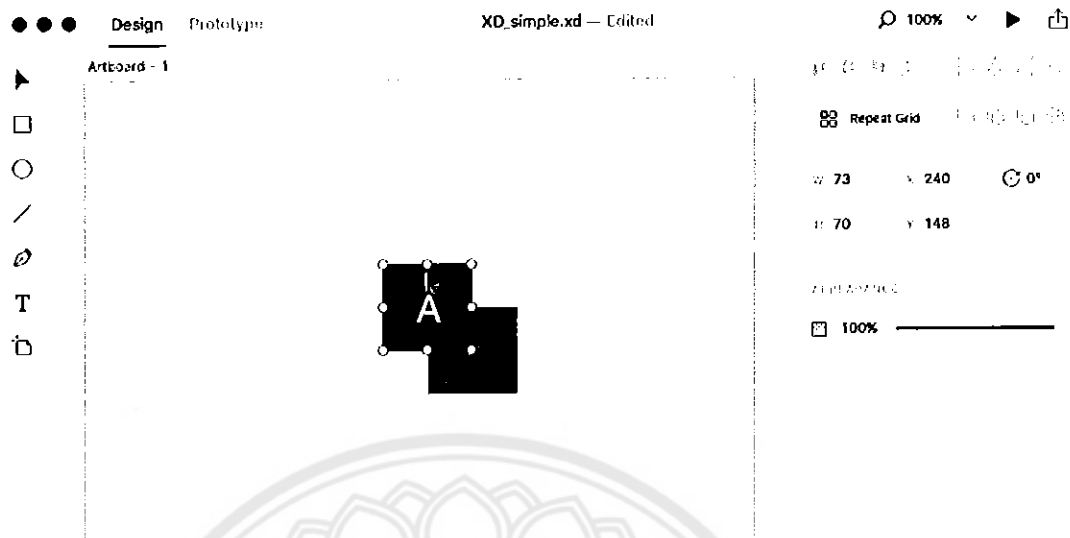 Design Prototype XD_simple.xd — Edited 100%
Artboard – 1
Repeat Grid
73 240 0°
70 148
A
T
100%